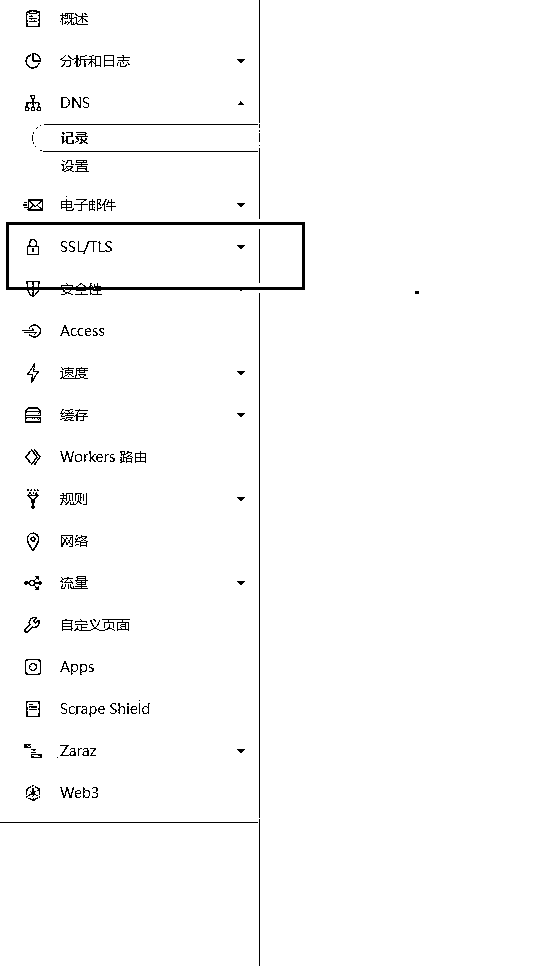 概述
分析和日志
DNS
记录
设置
电子邮件
SSL/TLS
安全性
Access
速度
缓存
Workers 路由
规则
网络
流量
自定义页面
Apps
Scrape Shield
Zaraz
Web3